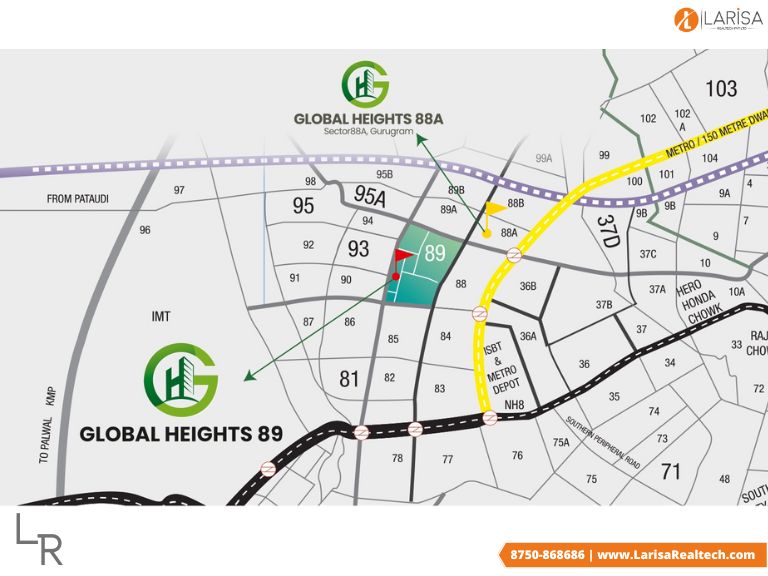 LARISA
REALTECH PVT LTD
GLOBAL HEIGHTS 88A
Sector88A, Gurugram
103
102
102
A
METRO / 150 METRE DWA
99A
99
104
101
100
95B
98
97
FROM PATAUDI
95
95A
89B
88B
9A
4
89A
9B
9B
94
96
88A
37D
7
9
92
93
89
37C
10
91
90
88
36B
37A
HERO
HONDA
CHOWK
10A
37B
IMT
87
86
37
84
36A
85
RAJ
CHOW
33
ISBT
&
METRO
DEPOT
36
34
81
82
83
72
TO PALWAL KMP
35
NH8
74
GLOBAL HEIGHTS 89
SOUTHERN PERIPHERAL ROAD
73
75A
78
77
76
71
75
48
SOUT
LR
8750-868686 | www.LarisaRealtech.com